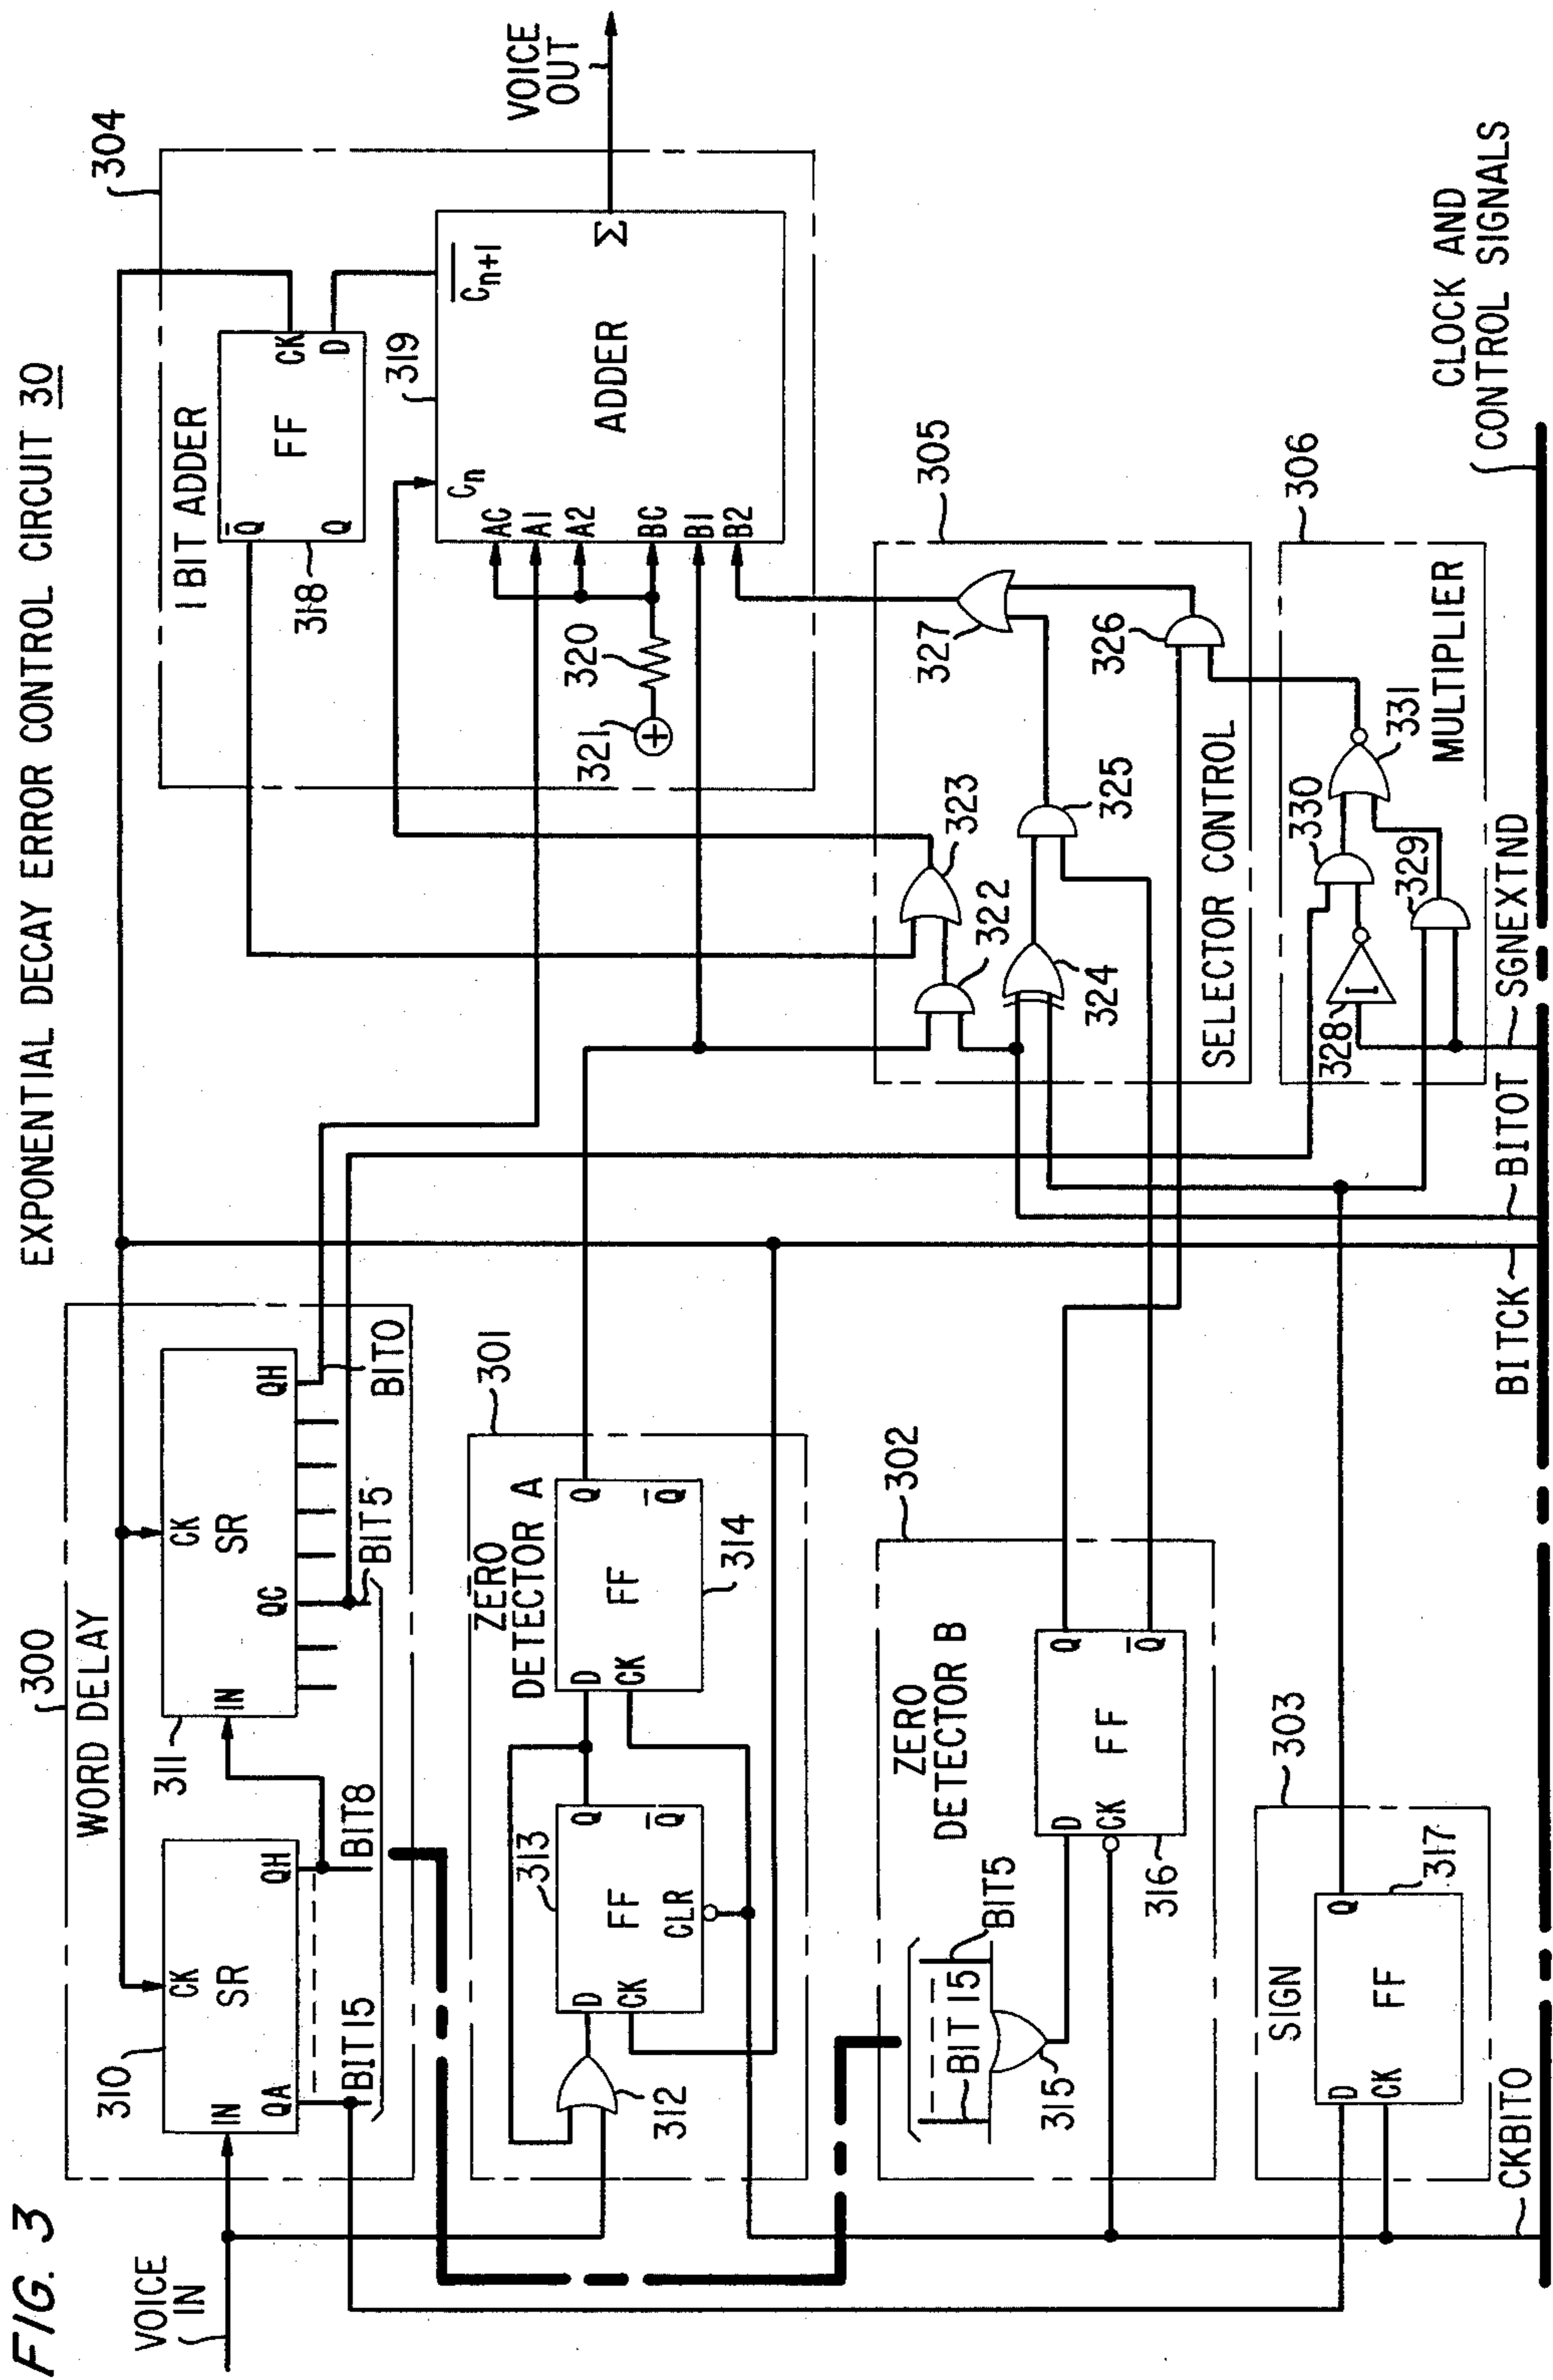 FIG. 3
EXPONENTIAL DECAY ERROR CONTROL CIRCUIT 30
VOICE
IN
300
WORD DELAY
310
IN
CK
SR
QA
QH
BIT15
BIT8
311
IN
CK
SR
QC
QH
BIT5
BIT0
301
ZERO
DETECTOR A
312
313
D
Q
FF
CK
CLR
Q
D
Q
FF
CK
Q
314
302
ZERO
DETECTOR B
BIT15
BIT5
315
D
Q
FF
CK
Q
316
303
SIGN
D
Q
FF
CK
317
CKBITO
304
1 BIT ADDER
Q
CK
FF
Q
D
318
319
Cn
Cn+1
AC
A1
A2
BC
B1
B2
ADDER
Σ
320
321
+
VOICE
OUT
305
323
322
324
325
326
327
SELECTOR CONTROL
306
328
I
329
330
331
MULTIPLIER
BITCK
BITOT
SGNEXTND
CLOCK AND
CONTROL SIGNALS